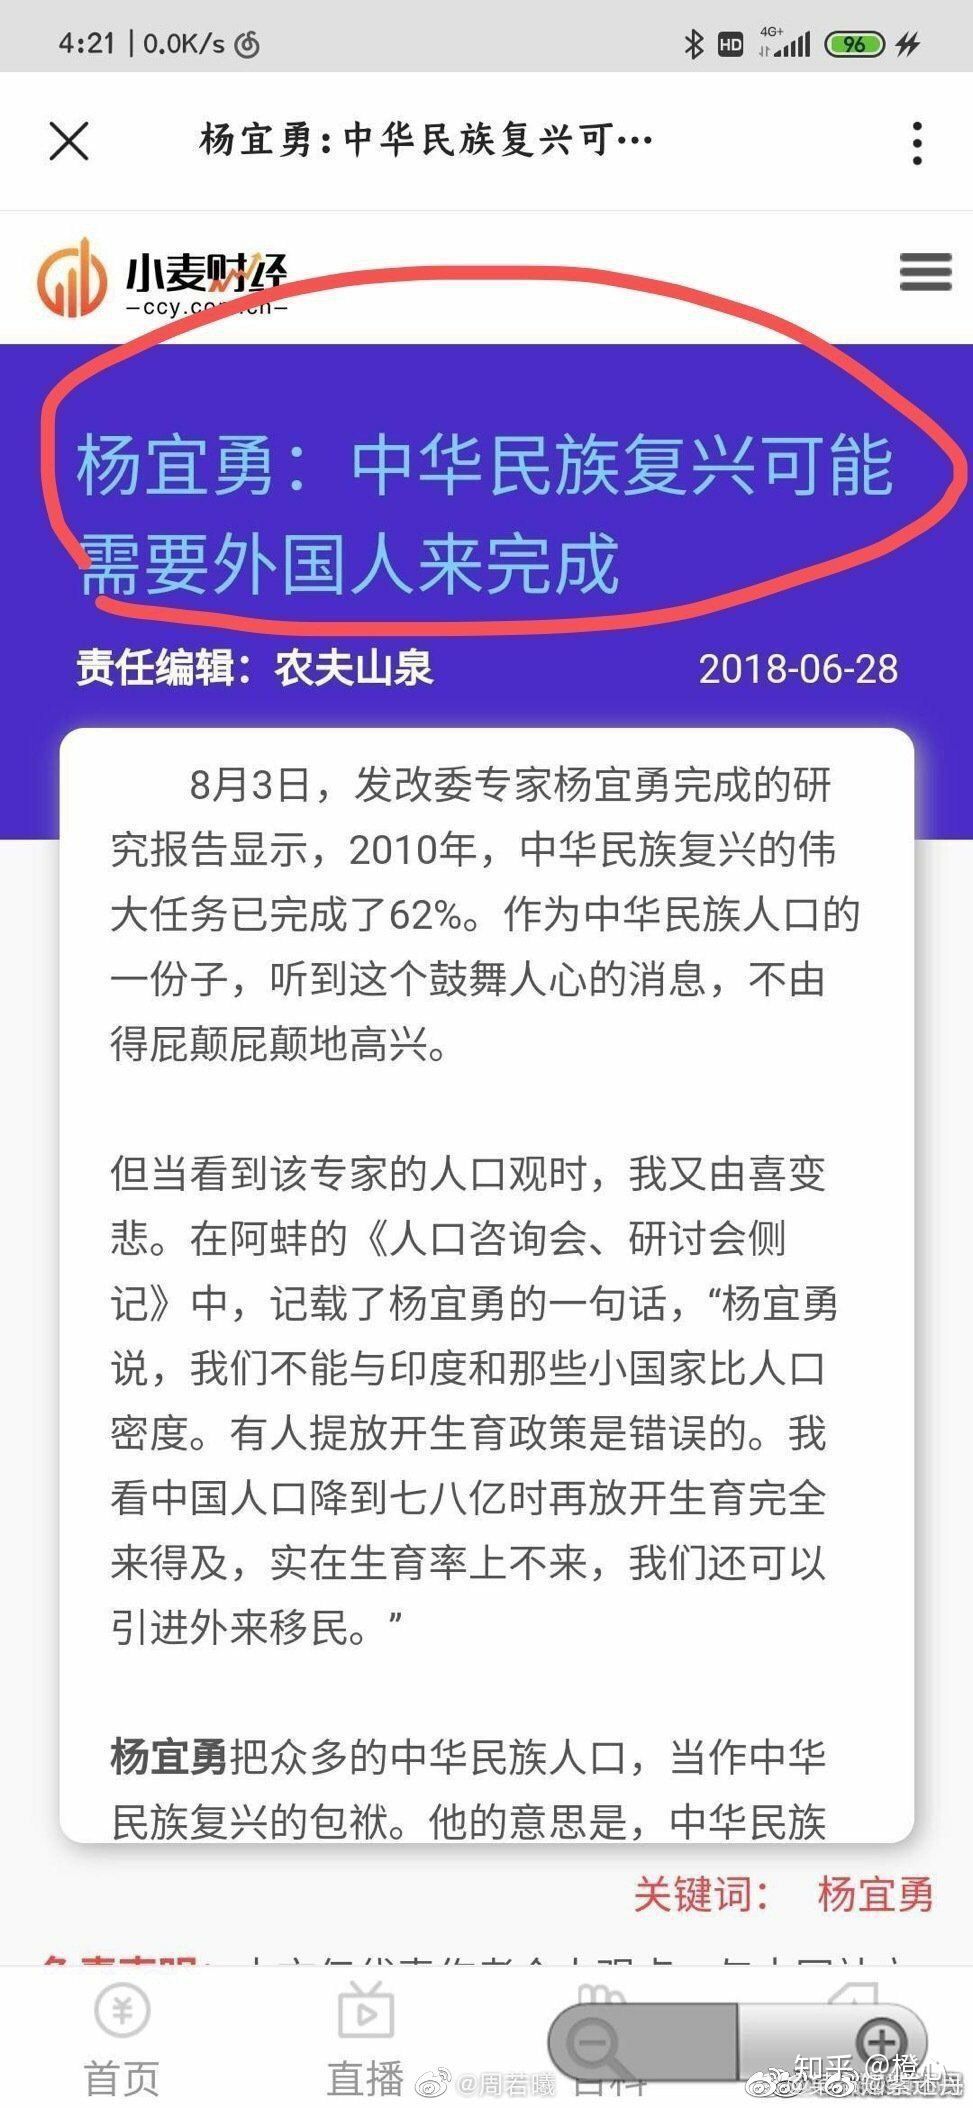 4:21 | 0.0K/s
HD 4G+ 96
杨宜勇:中华民族复兴可…
小麦财经
杨宜勇：中华民族复兴可能
需要外国人来完成
责任编辑：农夫山泉 2018-06-28
8月3日，发改委专家杨宜勇完成的研
究报告显示，2010年，中华民族复兴的伟
大任务已完成了62%。作为中华民族人口的
一份子，听到这个鼓舞人心的消息，不由
得屁颠屁颠地高兴。
但当看到该专家的人口观时，我又由喜变
悲。在阿蚌的《人口咨询会、研讨会侧
记》中，记载了杨宜勇的一句话，“杨宜勇
说，我们不能与印度和那些小国家比人口
密度。有人提放开生育政策是错误的。我
看中国人口降到七八亿时再放开生育完全
来得及，实在生育率上不来，我们还可以
引进外来移民。”
杨宜勇把众多的中华民族人口，当作中华
民族复兴的包袱。他的意思是，中华民族
关键词： 杨宜勇
首页
直播
@周若曦
百科
知乎 @橙心